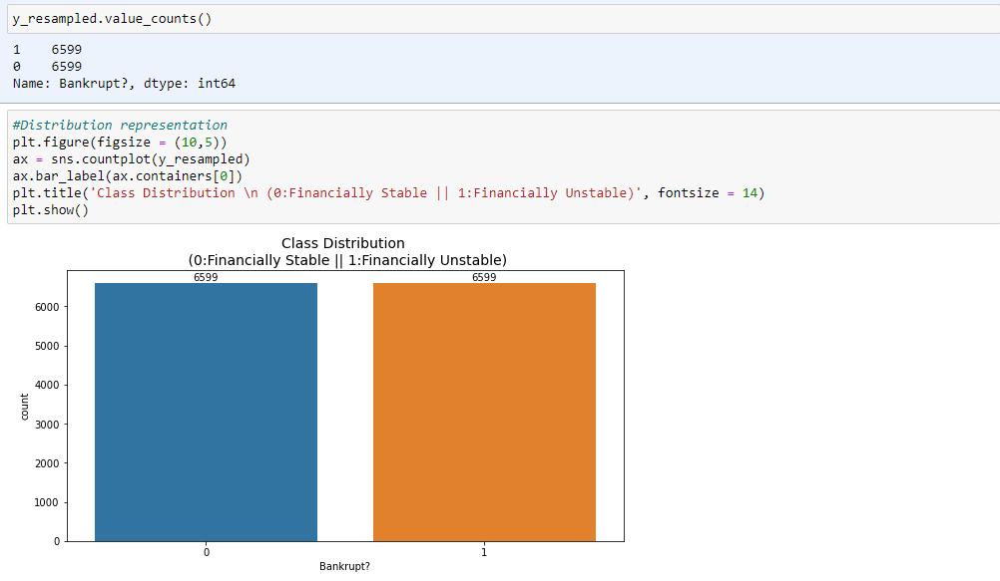 y_resampled.value_counts()
1    6599
0    6599
Name: Bankrupt?, dtype: int64
#Distribution representation
plt.figure(figsize = (10,5))
ax = sns.countplot(y_resampled)
ax.bar_label(ax.containers[0])
plt.title('Class Distribution \n (0:Financially Stable || 1:Financially Unstable)', fontsize = 14)
plt.show()
Class Distribution
(0:Financially Stable || 1:Financially Unstable)
6599 6599
6000
5000
4000
3000
2000
1000
0
count
0 1
Bankrupt?